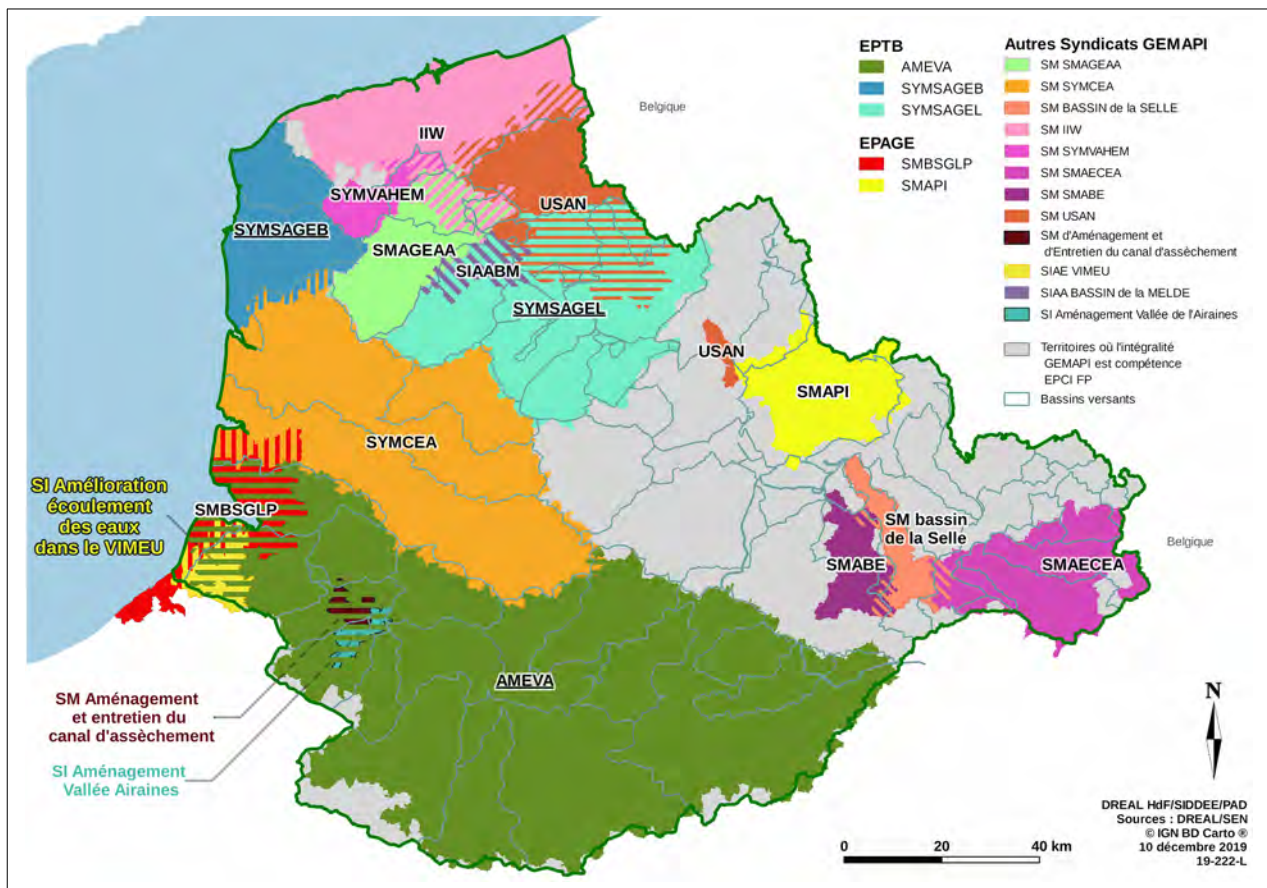 EPTB
AMEVA
SYMSAGEB
SYMSAGEL
EPAGE
SMBSGLP
SMAPI
Autres Syndicats GEMAPI
SM SMAGEAA
SM SYMCEA
SM BASSIN de la SELLE
SM IIW
SM SYMVAHEM
SM SMAECEA
SM SMABE
SM USAN
SM d'Aménagement et
d'Entretien du canal d'assèchement
SIAE VIMEU
SIAA BASSIN de la MELDE
SI Aménagement Vallée de l'Airaines
Territoires où l'intégralité
GEMAPI est compétence
EPCI FP
Bassins versants
Belgique
IIW
SYMVAHEM
USAN
SYMSAGEB
SMAGEAA
SIAABM
SYMSAGEL
USAN
SMAPI
SYMCEA
SI Amélioration
écoulement
des eaux
dans le VIMEU
SMBSGLP
SM bassin
de la Selle
Belgique
SMABE
SMAECEA
AMEVA
SM Aménagement
et entretien du
canal d'assèchement
SI Aménagement
Vallée Airaines
N
0 20 40 km
DREAL HdF/SIDDEE/PAD
Sources : DREAL/SEN
© IGN BD Carto ®
10 décembre 2019
19-222-L